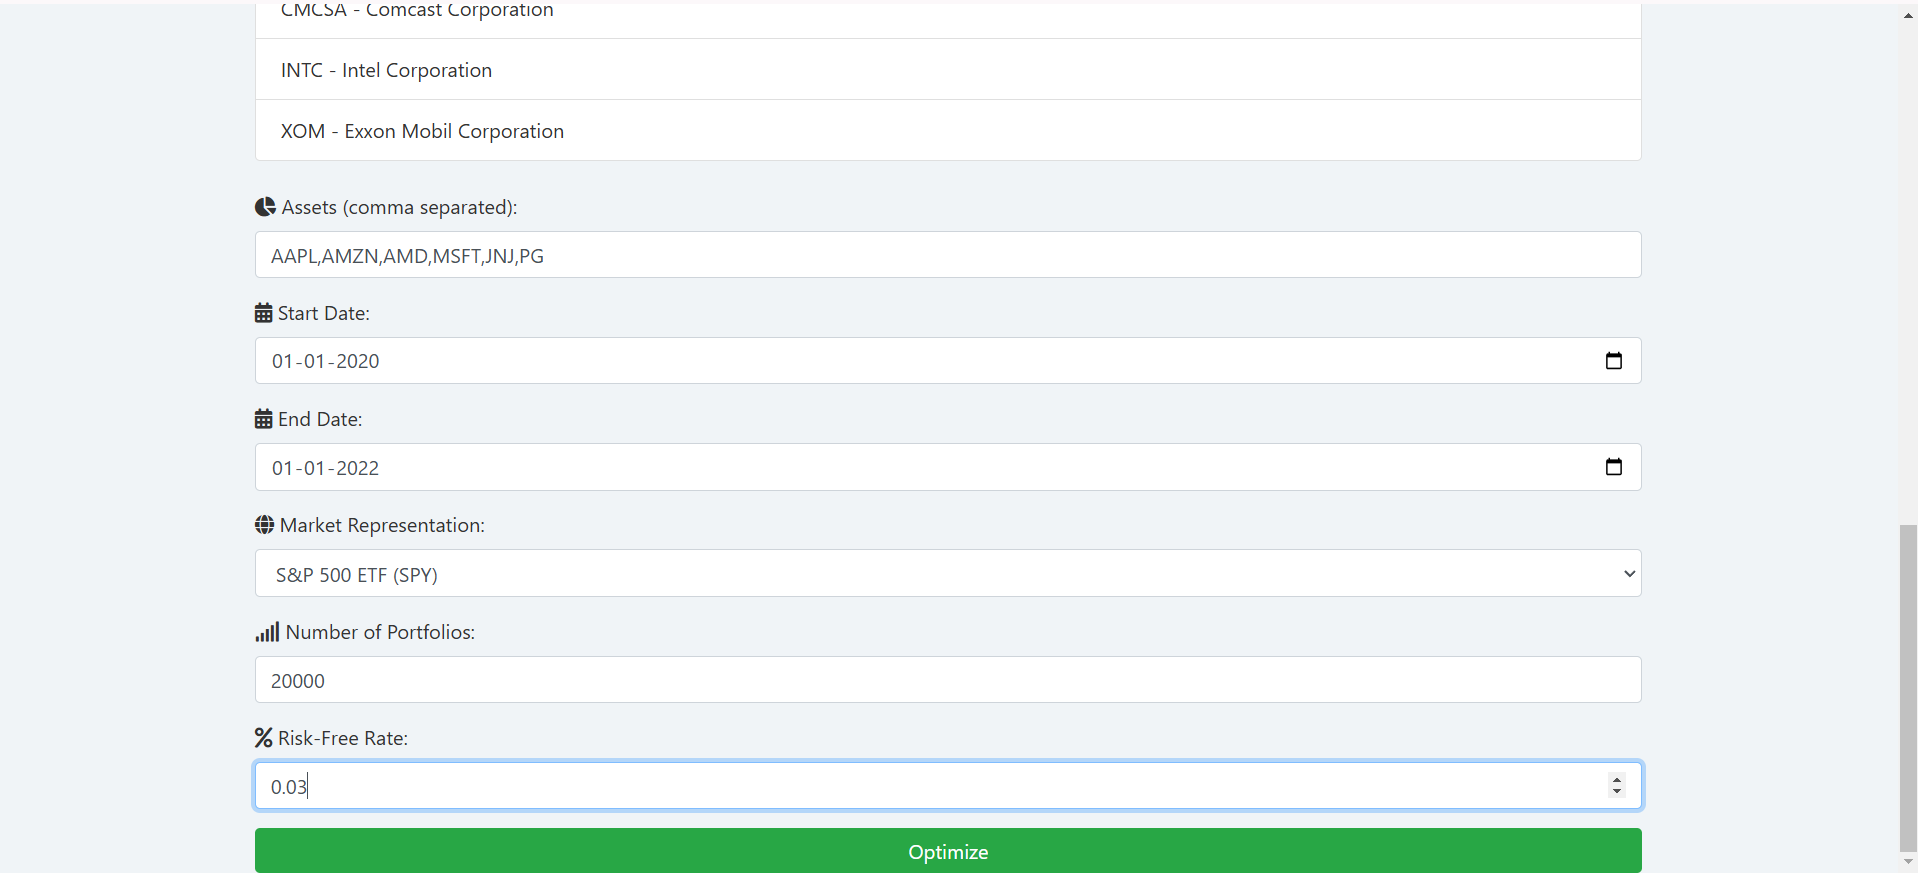 CMCSA - Comcast Corporation
INTC - Intel Corporation
XOM - Exxon Mobil Corporation
Assets (comma separated):
AAPL,AMZN,AMD,MSFT,JNJ,PG
Start Date:
01-01-2020
End Date:
01-01-2022
Market Representation:
S&P 500 ETF (SPY)
Number of Portfolios:
20000
Risk-Free Rate:
0.03
Optimize